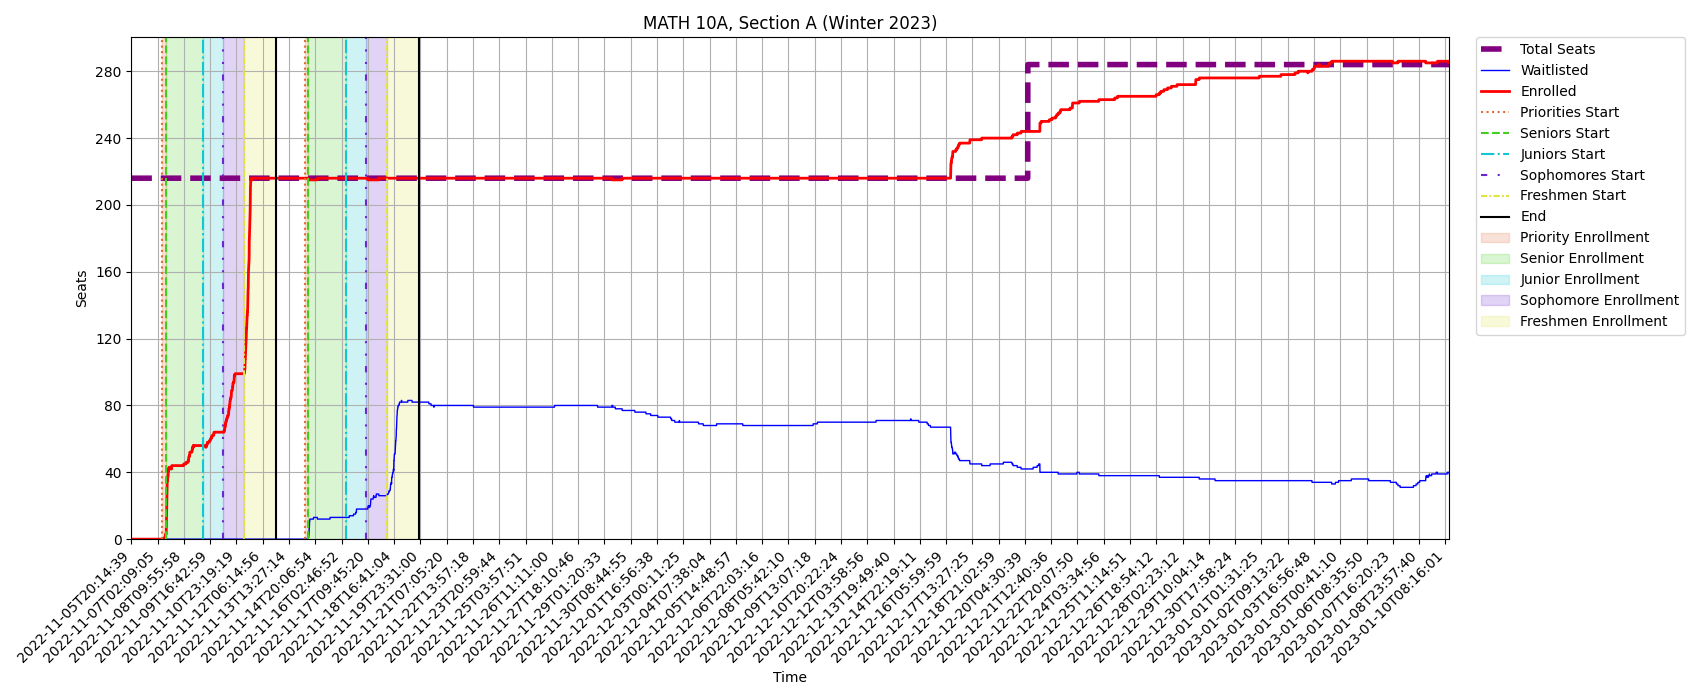 MATH 10A, Section A (Winter 2023)
Seats
280
240
200
160
120
80
40
0
2022-11-05T20:14:39
2022-11-07T02:09:05
2022-11-08T09:55:58
2022-11-09T16:42:59
2022-11-10T23:19:19
2022-11-12T06:14:56
2022-11-13T13:27:14
2022-11-14T20:06:54
2022-11-16T02:46:52
2022-11-17T09:45:20
2022-11-18T16:41:04
2022-11-19T23:31:00
2022-11-21T07:05:20
2022-11-22T13:57:18
2022-11-23T20:59:44
2022-11-25T03:57:51
2022-11-26T11:11:00
2022-11-27T18:10:46
2022-11-29T01:20:33
2022-11-30T08:44:55
2022-12-01T16:56:38
2022-12-03T00:11:25
2022-12-04T07:38:04
2022-12-05T14:48:57
2022-12-06T22:03:16
2022-12-08T05:42:10
2022-12-09T13:07:18
2022-12-10T20:22:24
2022-12-12T03:58:56
2022-12-13T19:49:40
2022-12-14T22:19:11
2022-12-16T05:59:59
2022-12-17T13:27:25
2022-12-18T21:02:59
2022-12-20T04:30:39
2022-12-21T12:40:36
2022-12-22T20:07:50
2022-12-24T03:34:56
2022-12-25T11:14:51
2022-12-26T18:54:12
2022-12-28T02:23:12
2022-12-29T10:04:14
2022-12-30T17:58:24
2023-01-01T01:31:25
2023-01-02T09:13:22
2023-01-03T16:56:48
2023-01-05T00:41:10
2023-01-06T08:35:50
2023-01-07T16:20:23
2023-01-08T23:57:40
2023-01-10T08:16:01
Time
Total Seats
Waitlisted
Enrolled
Priorities Start
Seniors Start
Juniors Start
Sophomores Start
Freshmen Start
End
Priority Enrollment
Senior Enrollment
Junior Enrollment
Sophomore Enrollment
Freshmen Enrollment